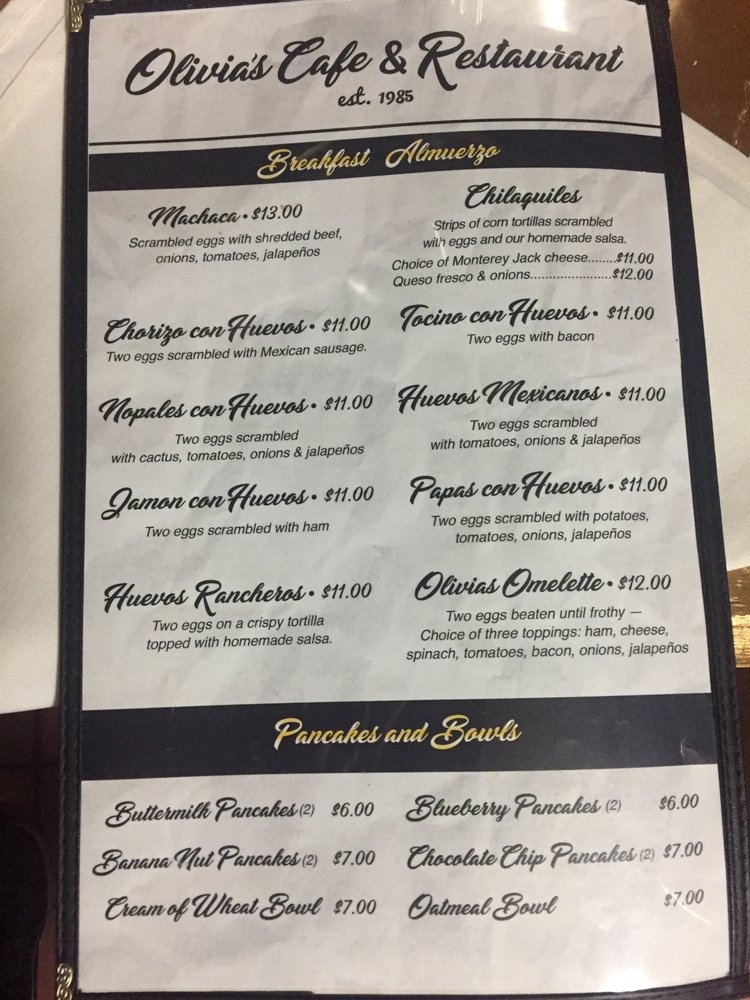 Olivia's Cafe & Restaurant
est. 1985
Breakfast Almuerzo
Machaca • $13.00
Scrambled eggs with shredded beef,
onions, tomatoes, jalapeños
Chilaquiles
Strips of corn tortillas scrambled
with eggs and our homemade salsa.
Choice of Monterey Jack cheese........$11.00
Queso fresco & onions.......................$12.00
Chorizo con Huevos • $11.00
Two eggs scrambled with Mexican sausage.
Tocino con Huevos • $11.00
Two eggs with bacon
Nopales con Huevos • $11.00
Two eggs scrambled
with cactus, tomatoes, onions & jalapeños
Huevos Mexicanos • $11.00
Two eggs scrambled
with tomatoes, onions & jalapeños
Jamon con Huevos • $11.00
Two eggs scrambled with ham
Papas con Huevos • $11.00
Two eggs scrambled with potatoes,
tomatoes, onions, jalapeños
Huevos Rancheros • $11.00
Two eggs on a crispy tortilla
topped with homemade salsa.
Olivias Omelette • $12.00
Two eggs beaten until frothy —
Choice of three toppings: ham, cheese,
spinach, tomatoes, bacon, onions, jalapeños
Pancakes and Bowls
Buttermilk Pancakes (2) $6.00
Blueberry Pancakes (2) $6.00
Banana Nut Pancakes (2) $7.00
Chocolate Chip Pancakes (2) $7.00
Cream of Wheat Bowl $7.00
Oatmeal Bowl $7.00